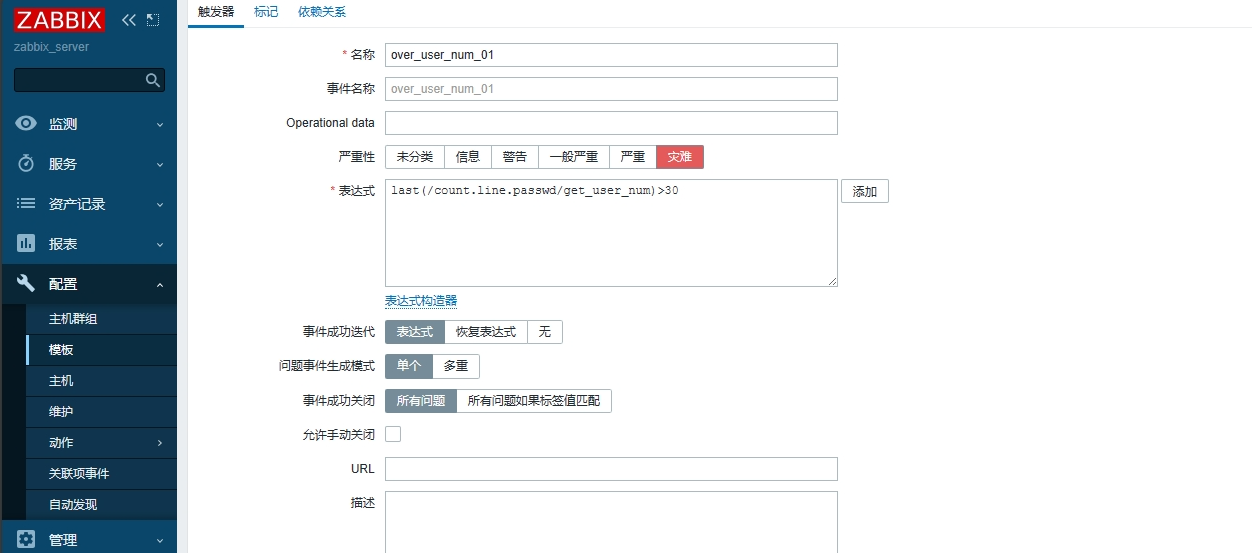 ZABBIX
zabbix_server
监测
服务
资产记录
报表
配置
主机群组
模板
主机
维护
动作
关联项事件
自动发现
管理
触发器 标记 依赖关系
* 名称 over_user_num_01
事件名称 over_user_num_01
Operational data
严重性 未分类 信息 警告 一般严重 严重 灾难
* 表达式 last(/count.line.passwd/get_user_num)>30 添加
表达式构造器
事件成功迭代 表达式 恢复表达式 无
问题事件生成模式 单个 多重
事件成功关闭 所有问题 所有问题如果标签值匹配
允许手动关闭
URL
描述